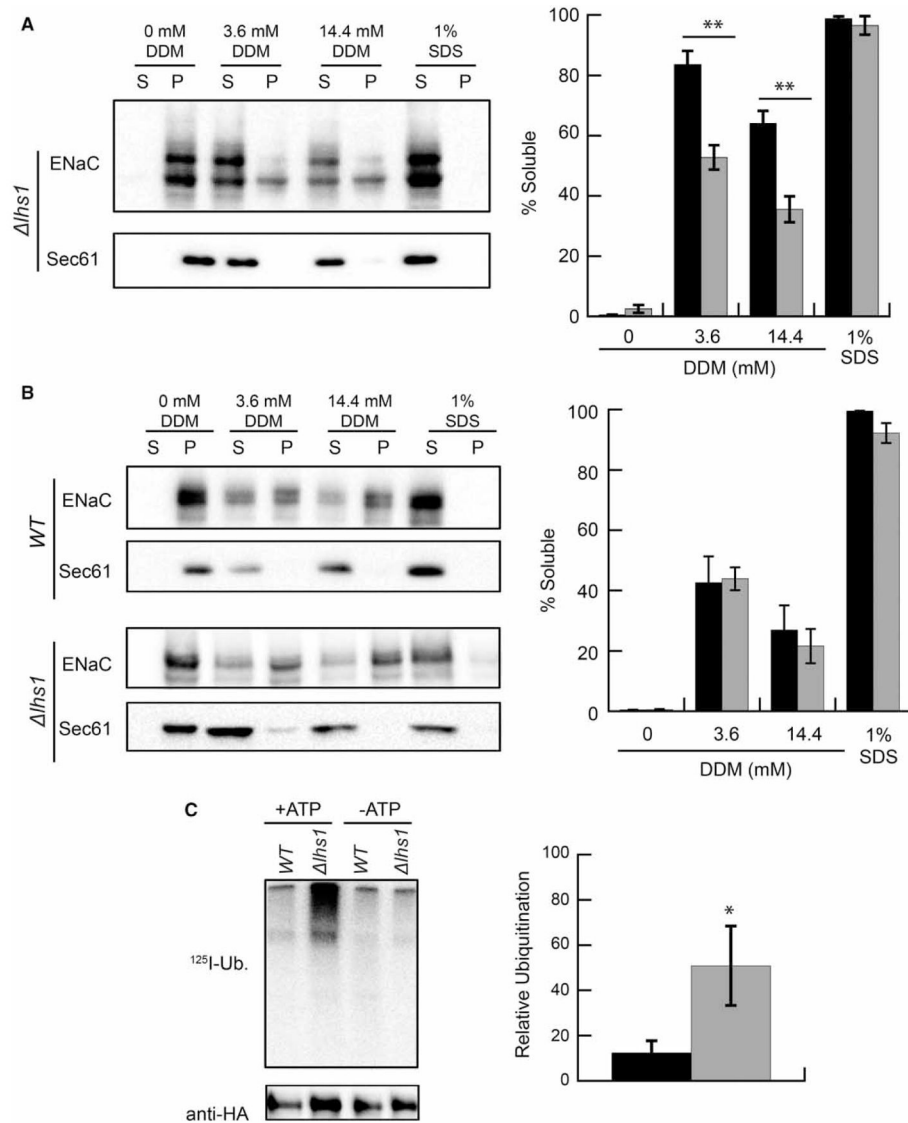 A
0 mM DDM
3.6 mM DDM
14.4 mM DDM
1% SDS
S P S P S P S P
Δlhs1
ENaC
Sec61
% Soluble
100
80
60
40
20
0
**
**
0 3.6 14.4 1% SDS
DDM (mM)
B
0 mM DDM
3.6 mM DDM
14.4 mM DDM
1% SDS
S P S P S P S P
WT
ENaC
Sec61
Δlhs1
ENaC
Sec61
% Soluble
100
80
60
40
20
0
0 3.6 14.4 1% SDS
DDM (mM)
C
+ATP -ATP
WT Δlhs1 WT Δlhs1
125I-Ub.
anti-HA
Relative Ubiquitination
100
80
60
40
20
0
*